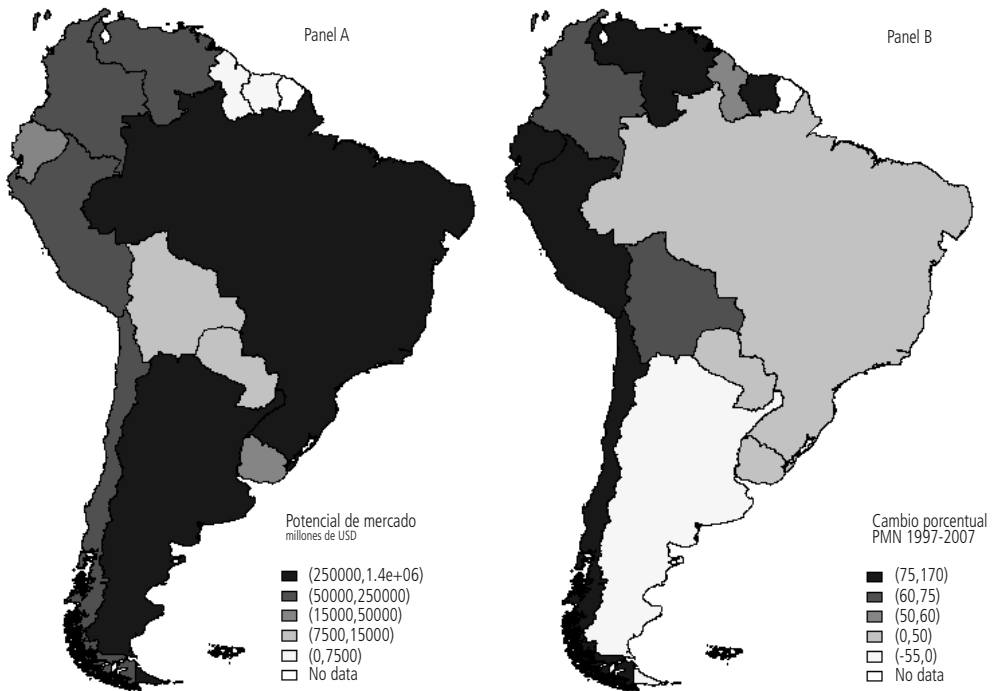 Panel A
Potencial de mercado
millones de USD
(250000,1.4e+06)
(50000,250000)
(15000,50000)
(7500,15000)
(0,7500)
No data
Panel B
Cambio porcentual
PMN 1997-2007
(75,170)
(60,75)
(50,60)
(0,50)
(-55,0)
No data